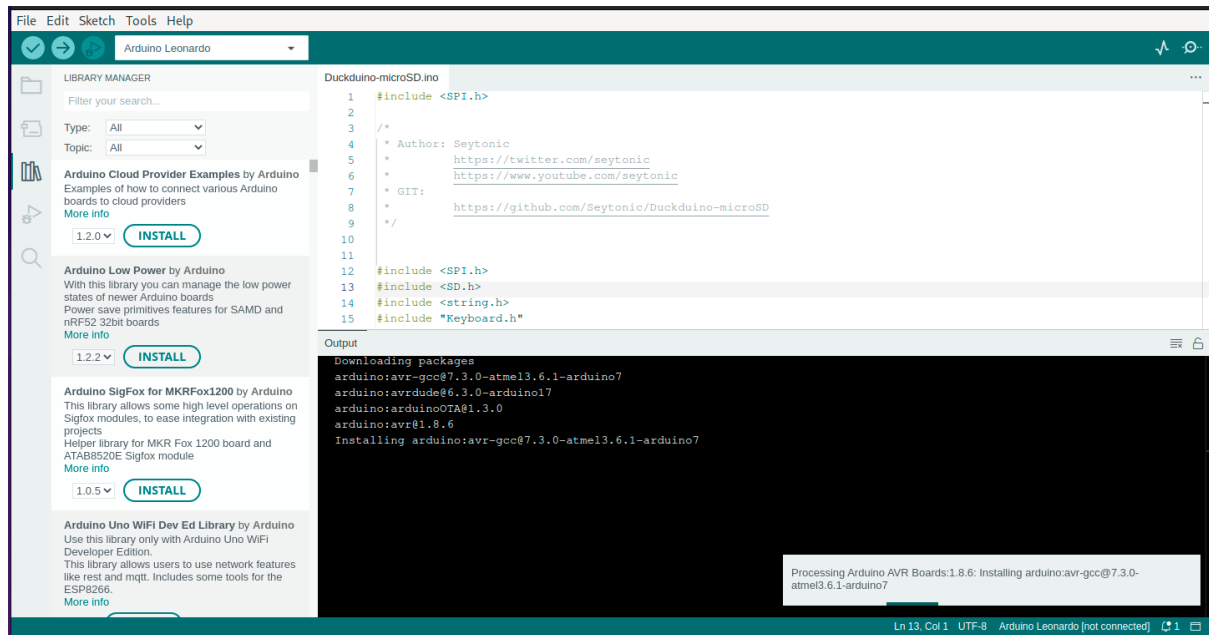 File Edit Sketch Tools Help
Arduino Leonardo
LIBRARY MANAGER
Filter your search...
Type: All
Topic: All
Arduino Cloud Provider Examples by Arduino
Examples of how to connect various Arduino
boards to cloud providers
More info
1.2.0 INSTALL
Arduino Low Power by Arduino
With this library you can manage the low power
states of newer Arduino boards
Power save primitives features for SAMD and
nRF52 32bit boards
More info
1.2.2 INSTALL
Arduino SigFox for MKRFox1200 by Arduino
This library allows some high level operations on
Sigfox modules, to ease integration with existing
projects
Helper library for MKR Fox 1200 board and
ATAB8520E Sigfox module
More info
1.0.5 INSTALL
Arduino Uno WiFi Dev Ed Library by Arduino
Use this library only with Arduino Uno WiFi
Developer Edition.
This library allows users to use network features
like rest and mqtt. Includes some tools for the
ESP8266.
More info
Duckduino-microSD.ino
1 #include <SPI.h>
2
3 /*
4 * Author: Seytonic
5 * https://twitter.com/seytonic
6 * https://www.youtube.com/seytonic
7 * GIT:
8 * https://github.com/Seytonic/Duckduino-microSD
9 */
10
11
12 #include <SPI.h>
13 #include <SD.h>
14 #include <string.h>
15 #include "Keyboard.h"
Output
Downloading packages
arduino:avr-gcc@7.3.0-atmel3.6.1-arduino7
arduino:avrdude@6.3.0-arduino17
arduino:arduinoOTA@1.3.0
arduino:avr@1.8.6
Installing arduino:avr-gcc@7.3.0-atmel3.6.1-arduino7
Processing Arduino AVR Boards:1.8.6: Installing arduino:avr-gcc@7.3.0-
atmel3.6.1-arduino7
Ln 13, Col 1 UTF-8 Arduino Leonardo [not connected] 1